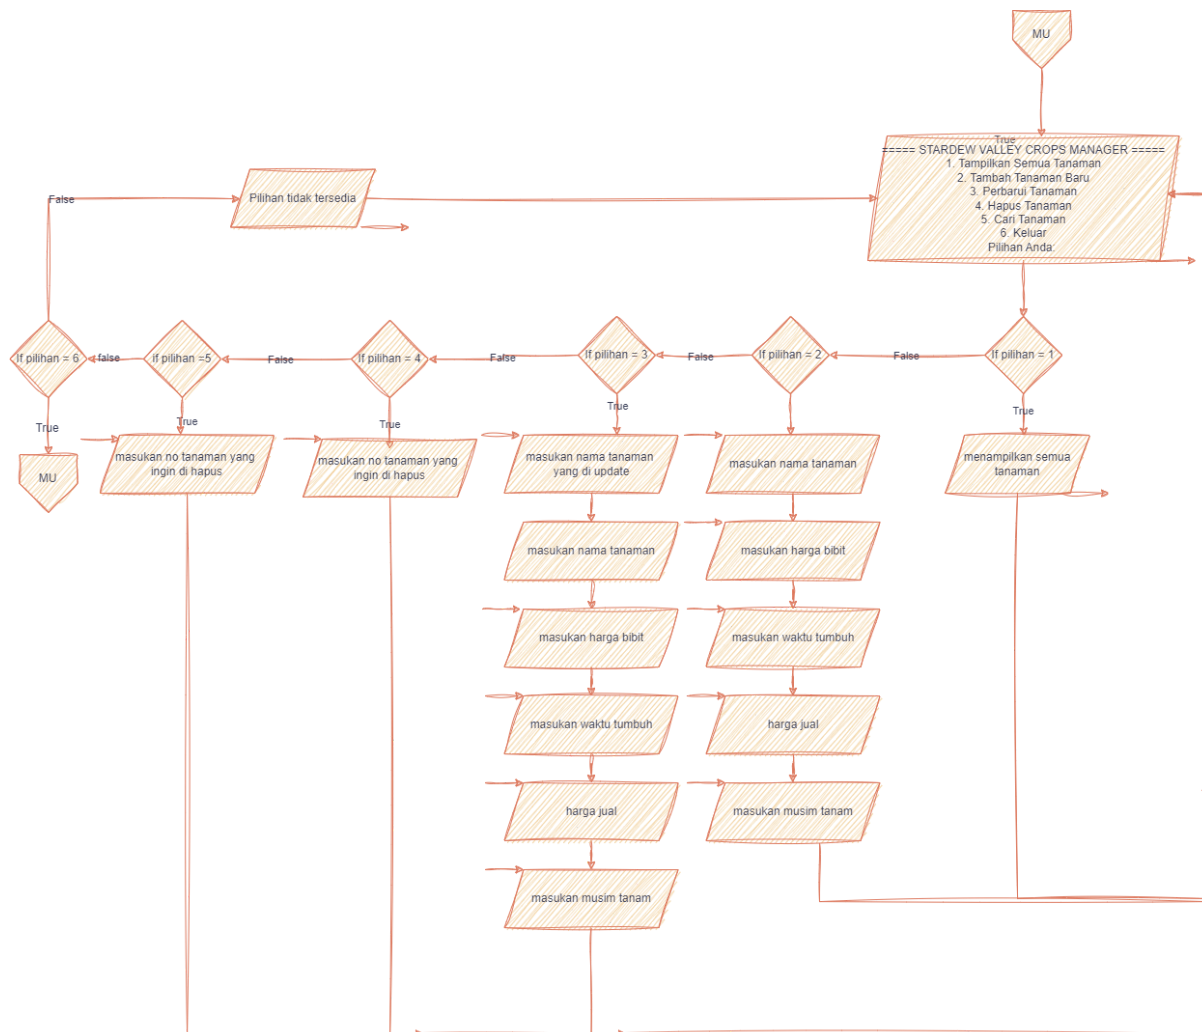 MU
True
===== STARDEW VALLEY CROPS MANAGER =====
1. Tampilkan Semua Tanaman
2. Tambah Tanaman Baru
3. Perbarui Tanaman
4. Hapus Tanaman
5. Cari Tanaman
6. Keluar
Pilihan Anda:
False
Pilihan tidak tersedia
If pilihan = 6
false
if pilihan =5
False
If pilihan = 4
False
If pilihan = 3
False
If pilihan = 2
False
If pilihan = 1
True
True
True
True
True
MU
masukan no tanaman yang
ingin di hapus
masukan no tanaman yang
ingin di hapus
masukan nama tanaman
yang di update
masukan nama tanaman
menampilkan semua
tanaman
masukan nama tanaman
masukan harga bibit
masukan harga bibit
masukan waktu tumbuh
masukan waktu tumbuh
harga jual
harga jual
masukan musim tanam
masukan musim tanam